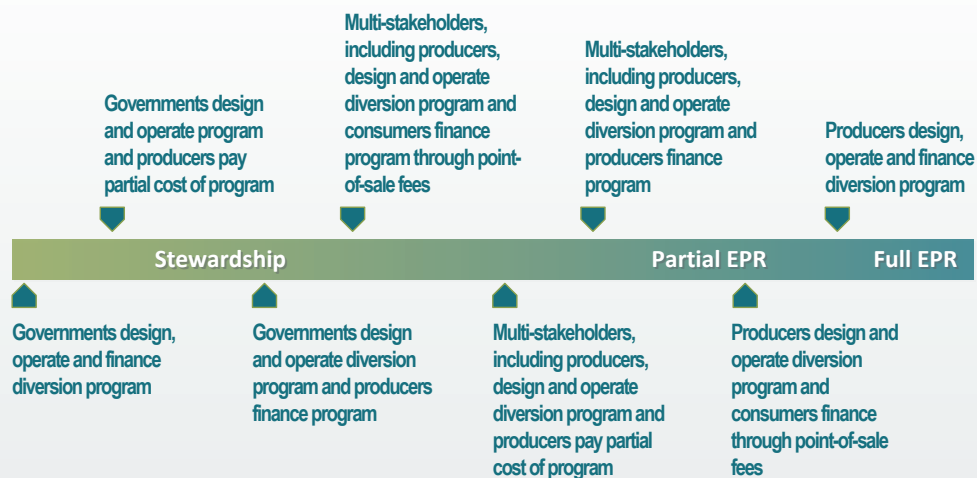 Multi-stakeholders,
including producers,
design and operate
diversion program and
consumers finance
program through point-
of-sale fees
Multi-stakeholders,
including producers,
design and operate
diversion program and
producers finance
program
Governments design
and operate program
and producers pay
partial cost of program
Producers design,
operate and finance
diversion program
Stewardship
Partial EPR
Full EPR
Governments design,
operate and finance
diversion program
Governments design
and operate diversion
program and producers
finance program
Multi-stakeholders,
including producers,
design and operate
diversion program and
producers pay partial
cost of program
Producers design and
operate diversion
program and
consumers finance
through point-of-sale
fees